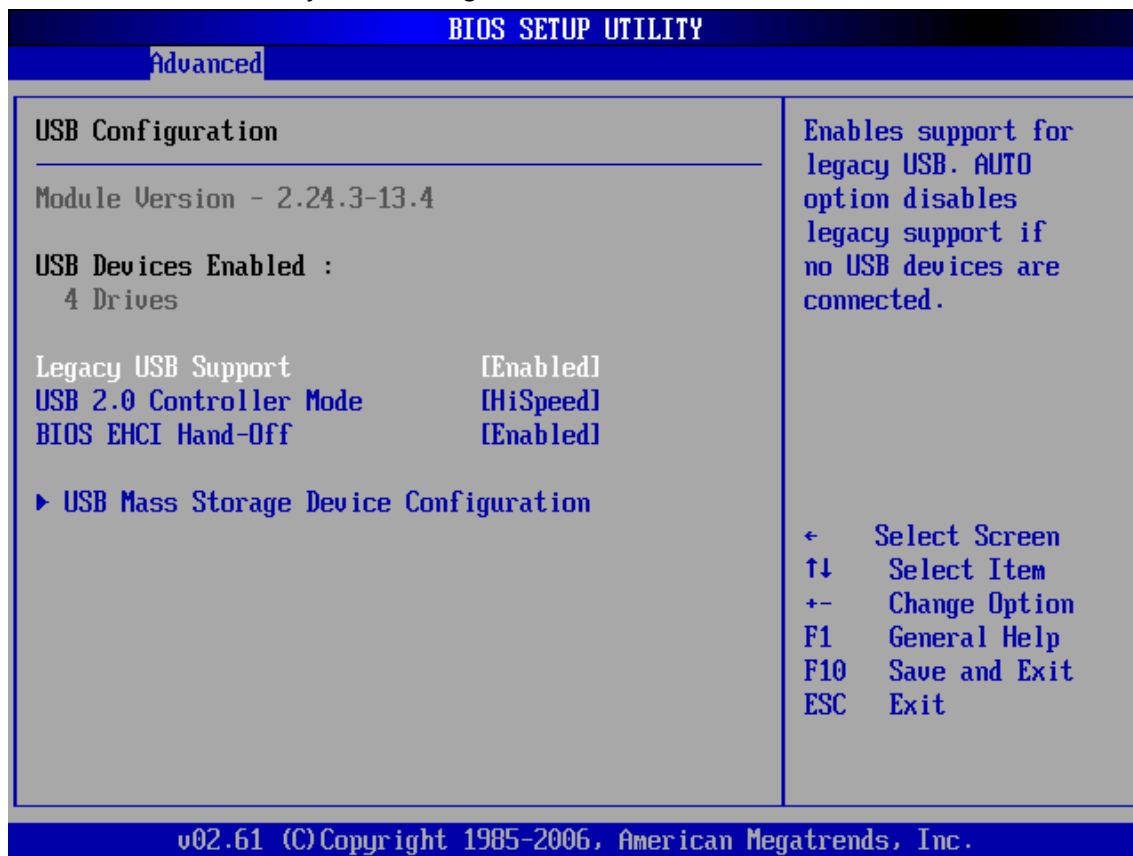 BIOS SETUP UTILITY
Advanced
USB Configuration
Module Version - 2.24.3-13.4
USB Devices Enabled :
4 Drives
Legacy USB Support [Enabled]
USB 2.0 Controller Mode [HiSpeed]
BIOS EHCI Hand-Off [Enabled]
▶ USB Mass Storage Device Configuration
Enables support for
legacy USB. AUTO
option disables
legacy support if
no USB devices are
connected.
← Select Screen
↑↓ Select Item
+- Change Option
F1 General Help
F10 Save and Exit
ESC Exit
v02.61 (C)Copyright 1985-2006, American Megatrends, Inc.